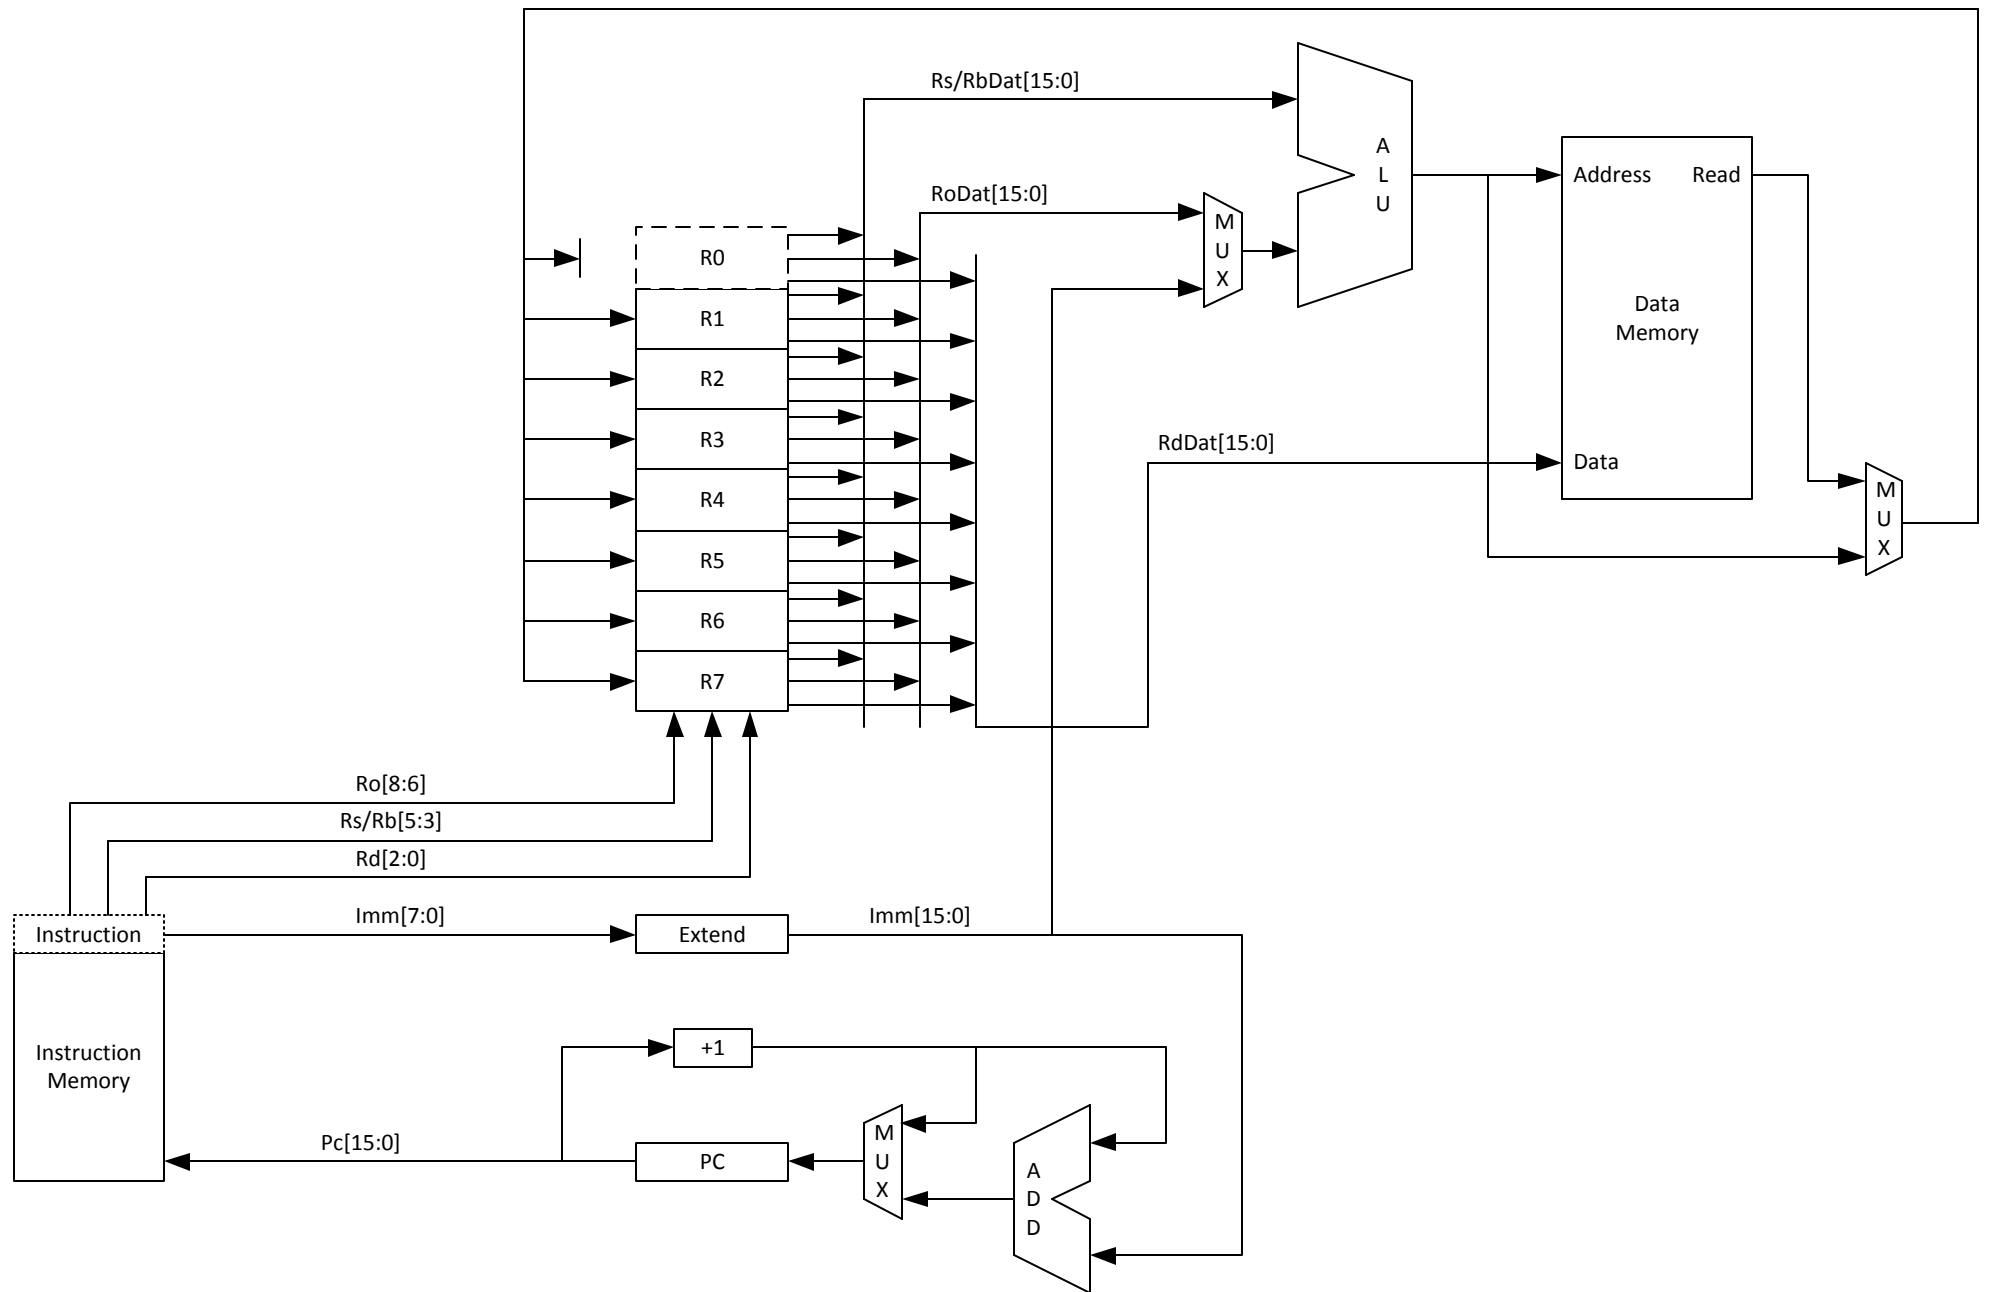 Rs/RbDat[15:0]
A
L
U
Address
Read
RoDat[15:0]
M
U
X
R0
R1
Data
Memory
R2
R3
RdDat[15:0]
Data
R4
M
U
X
R5
R6
R7
Ro[8:6]
Rs/Rb[5:3]
Rd[2:0]
Imm[7:0]
Imm[15:0]
Instruction
Extend
Instruction
Memory
+1
Pc[15:0]
PC
M
U
X
A
D
D